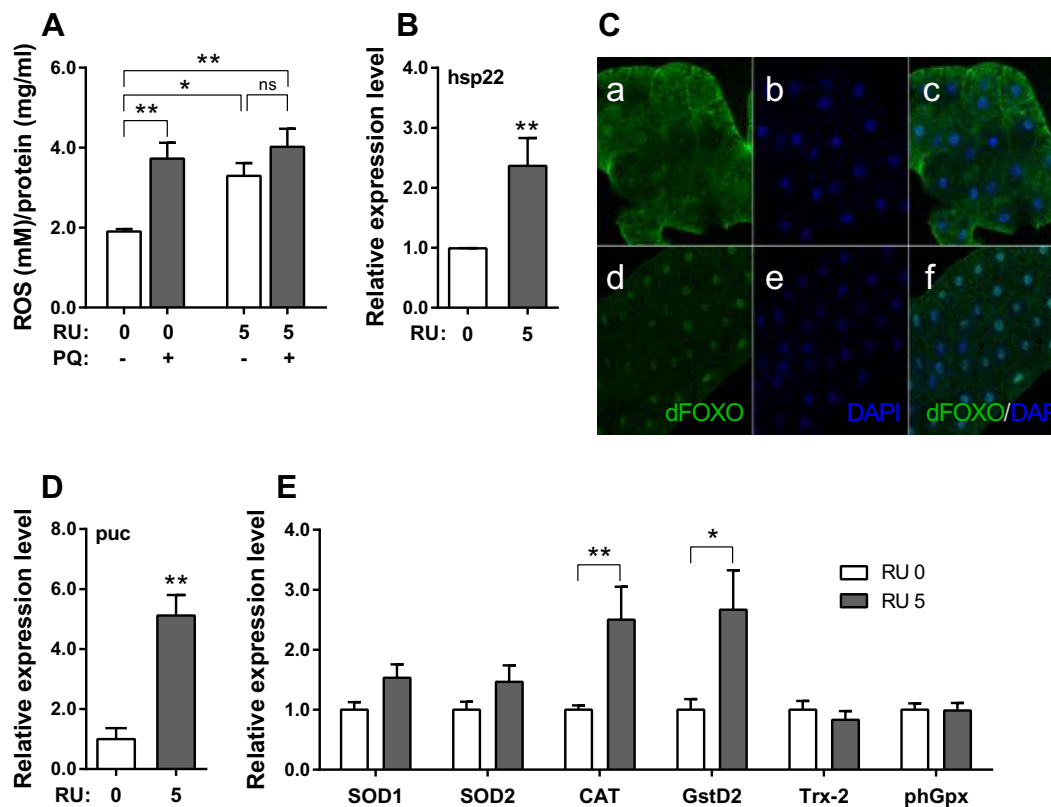 A
ROS (mM)/protein (mg/ml)
6.0
4.0
2.0
0.0
**
*
ns
**
RU: 0 0 5 5
PQ: - + - +
B
Relative expression level
hsp22
4.0
3.0
2.0
1.0
0.0
**
RU: 0 5
C
a b c
d e f
dFOXO DAPI dFOXO/DAP
D
Relative expression level
puc
8.0
6.0
4.0
2.0
0.0
**
RU: 0 5
E
Relative expression level
4.0
3.0
2.0
1.0
0.0
**
*
RU 0
RU 5
SOD1 SOD2 CAT GstD2 Trx-2 phGpx